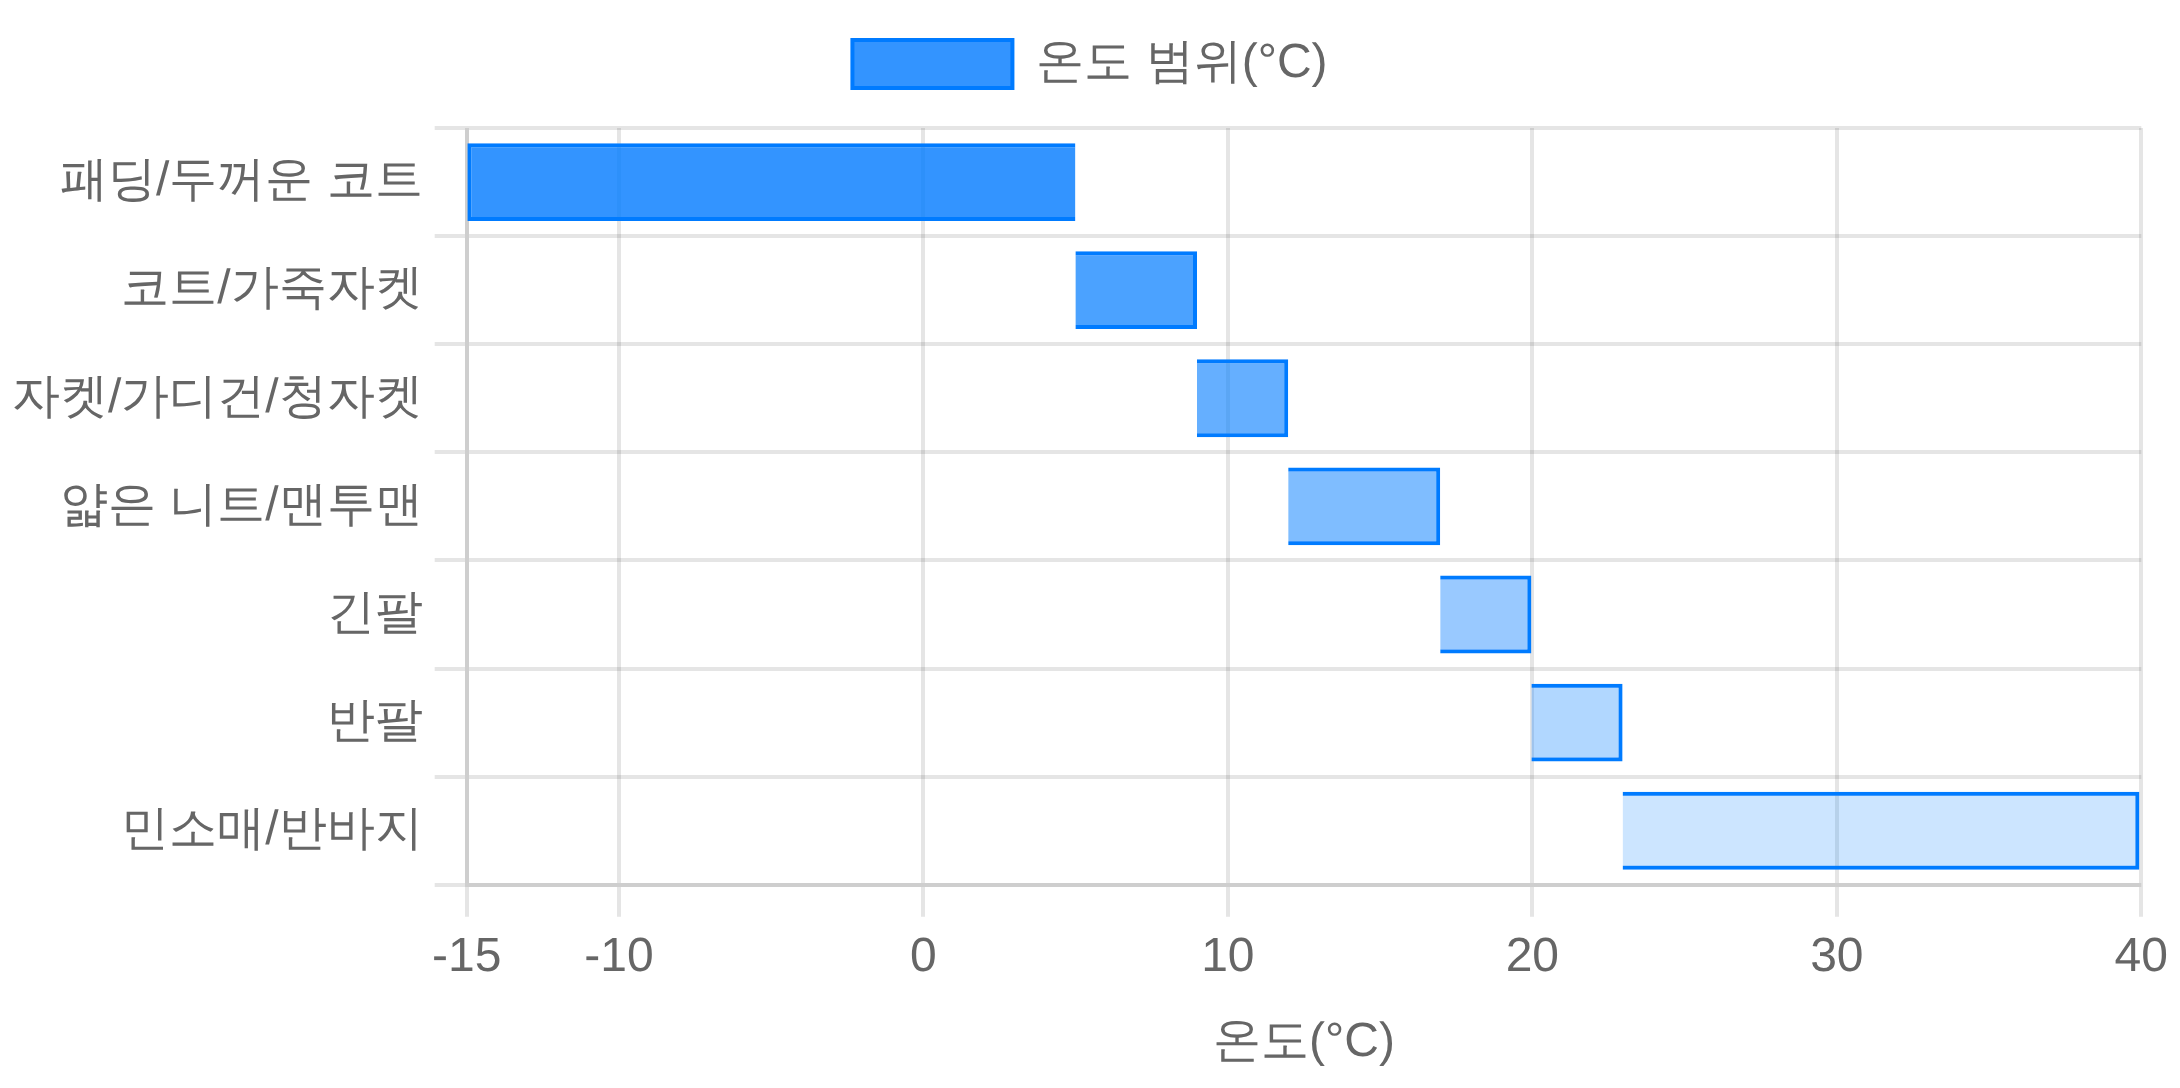 온도 범위(°C)
패딩/두꺼운 코트
코트/가죽자켓
자켓/가디건/청자켓
얇은 니트/맨투맨
긴팔
반팔
민소매/반바지
-15 -10 0 10 20 30 40
온도(°C)